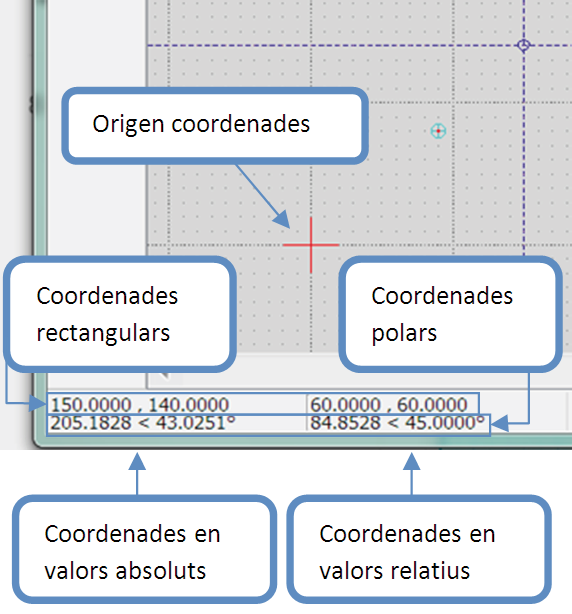 Origen coordenades
Coordenades
rectangulars
Coordenades
polars
150.0000 , 140.0000
60.0000 , 60.0000
205.1828 < 43.0251°
84.8528 < 45.0000°
Coordenades en
valors absoluts
Coordenades en
valors relatius